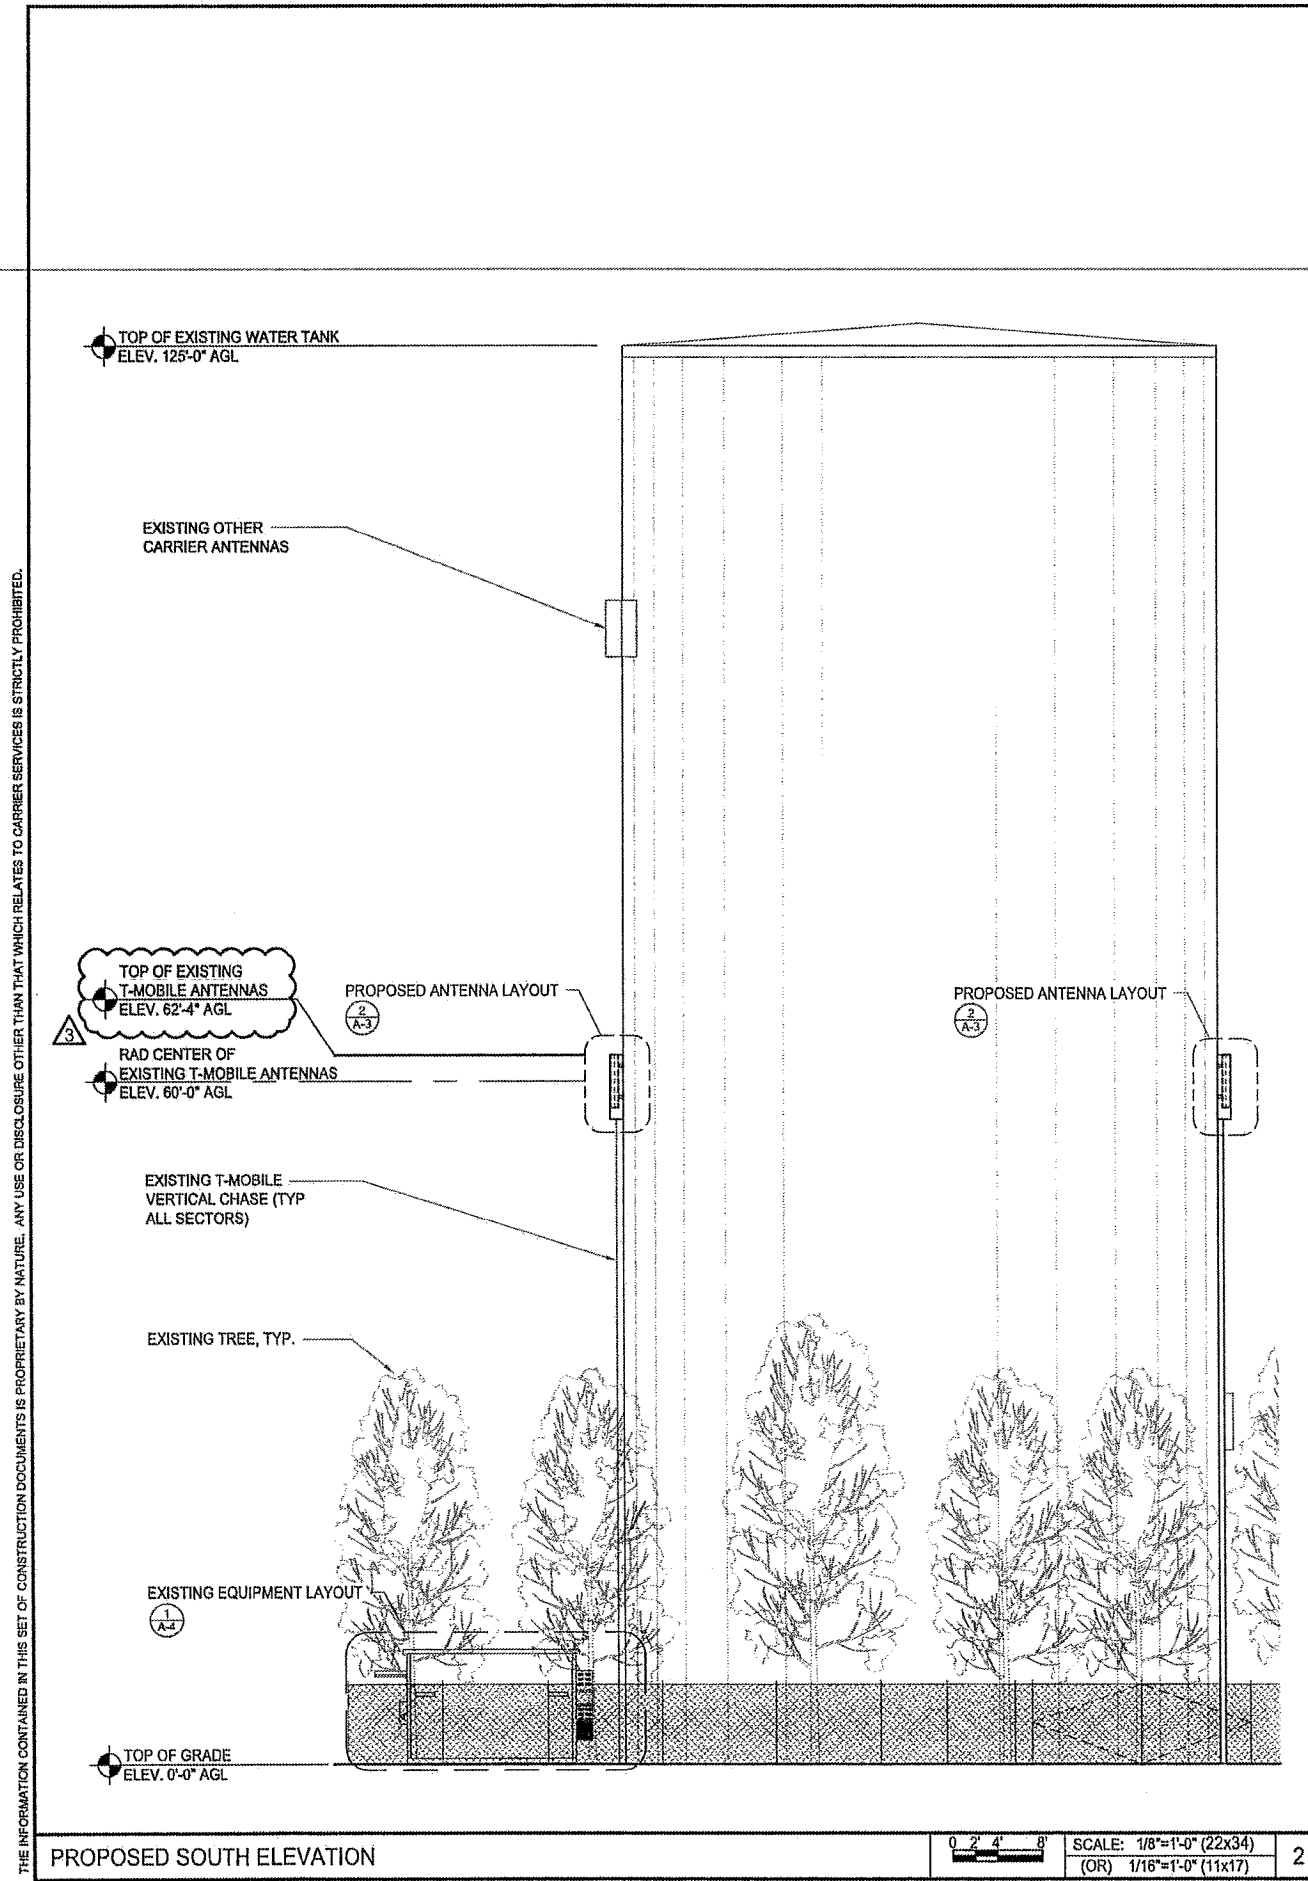 TOP OF EXISTING WATER TANK
ELEV. 125'-0" AGL
EXISTING OTHER
CARRIER ANTENNAS
TOP OF EXISTING
T-MOBILE ANTENNAS
ELEV. 62'-4" AGL
3
PROPOSED ANTENNA LAYOUT
2
A-3
PROPOSED ANTENNA LAYOUT
2
A-3
RAD CENTER OF
EXISTING T-MOBILE ANTENNAS
ELEV. 60'-0" AGL
EXISTING T-MOBILE
VERTICAL CHASE (TYP
ALL SECTORS)
EXISTING TREE, TYP.
EXISTING EQUIPMENT LAYOUT
1
A-4
TOP OF GRADE
ELEV. 0'-0" AGL
THE INFORMATION CONTAINED IN THIS SET OF CONSTRUCTION DOCUMENTS IS PROPRIETARY BY NATURE. ANY USE OR DISCLOSURE OTHER THAN THAT WHICH RELATES TO CARRIER SERVICES IS STRICTLY PROHIBITED.
PROPOSED SOUTH ELEVATION
0 2' 4' 8'
SCALE: 1/8"=1'-0" (22x34)
(OR) 1/16"=1'-0" (11x17)
2